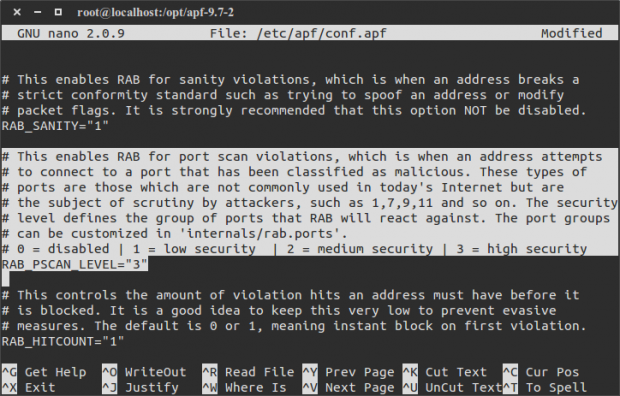 root@localhost:/opt/apf-9.7-2
GNU nano 2.0.9 File: /etc/apf/conf.apf Modified
# This enables RAB for sanity violations, which is when an address breaks a
# strict conformity standard such as trying to spoof an address or modify
# packet flags. It is strongly recommended that this option NOT be disabled.
RAB_SANITY="1"
# This enables RAB for port scan violations, which is when an address attempts
# to connect to a port that has been classified as malicious. These types of
# ports are those which are not commonly used in today's Internet but are
# the subject of scrutiny by attackers, such as 1,7,9,11 and so on. The security
# level defines the group of ports that RAB will react against. The port groups
# can be customized in 'internals/rab.ports'.
# 0 = disabled | 1 = low security  | 2 = medium security | 3 = high security
RAB_PSCAN_LEVEL="3"
# This controls the amount of violation hits an address must have before it
# is blocked. It is a good idea to keep this very low to prevent evasive
# measures. The default is 0 or 1, meaning instant block on first violation.
RAB_HITCOUNT="1"
^G Get Help ^O WriteOut ^R Read File ^Y Prev Page ^K Cut Text ^C Cur Pos
^X Exit ^J Justify ^W Where Is ^V Next Page ^U UnCut Text ^T To Spell